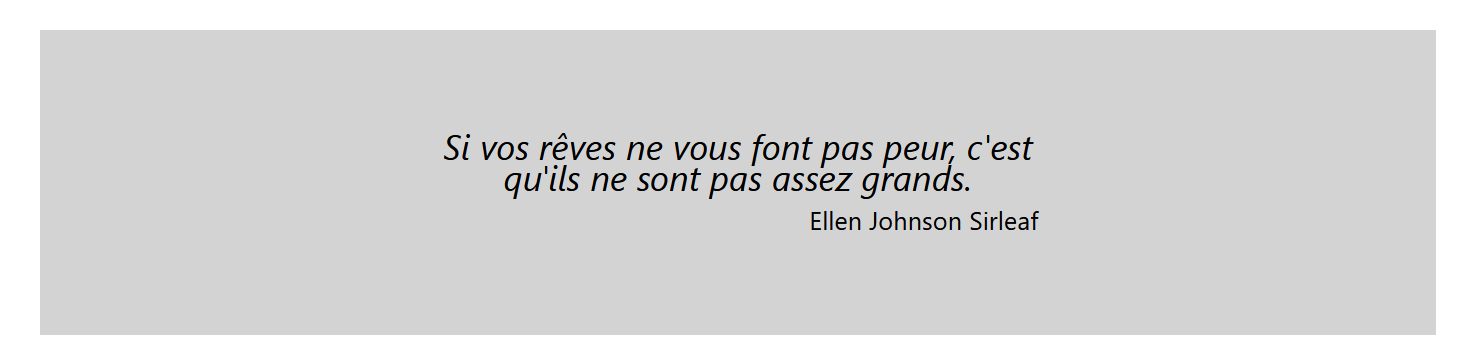 Si vos rêves ne vous font pas peur, c'est
qu'ils ne sont pas assez grands.
Ellen Johnson Sirleaf